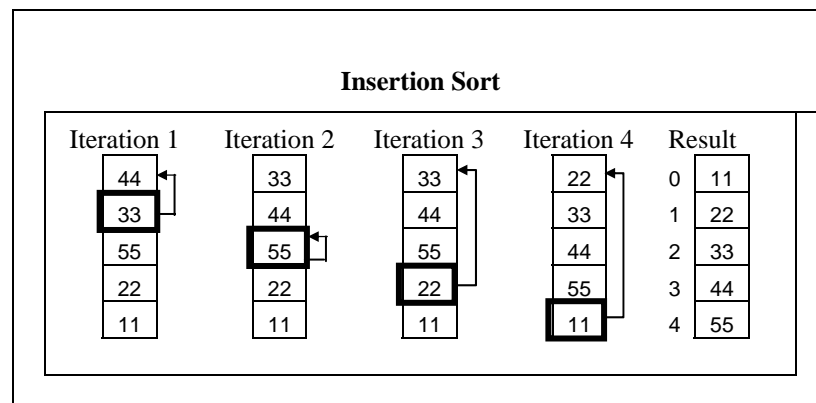 Insertion Sort
Iteration 1 Iteration 2 Iteration 3 Iteration 4 Result
44 33 33 22 0 11
33 44 44 33 1 22
55 55 55 44 2 33
22 22 22 55 3 44
11 11 11 11 4 55